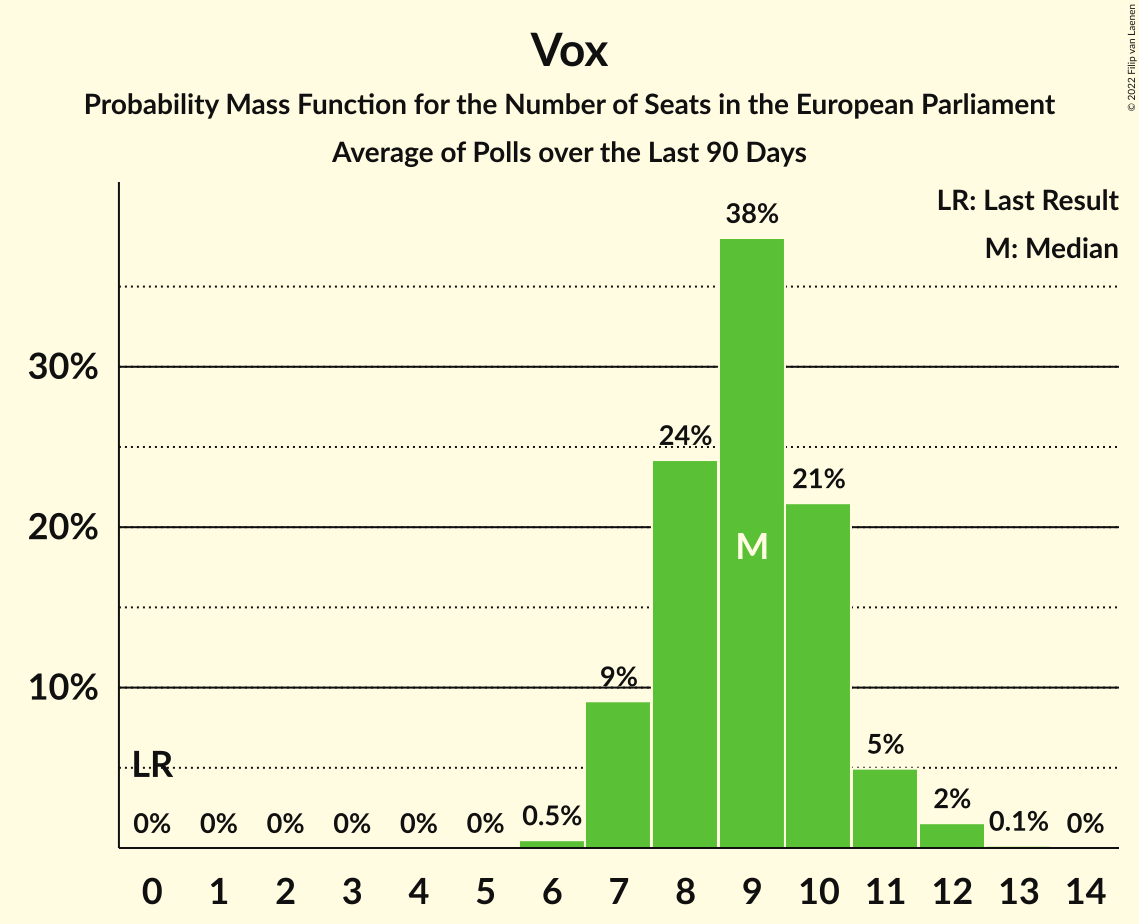 Vox
Probability Mass Function for the Number of Seats in the European Parliament
Average of Polls over the Last 90 Days
© 2022 Filip van Laenen
LR: Last Result
M: Median
38%
30%
24%
21%
20%
M
9%
10%
LR
5%
0% 0% 0% 0% 0% 0% 0.5% 2% 0.1% 0%
0 1 2 3 4 5 6 7 8 9 10 11 12 13 14